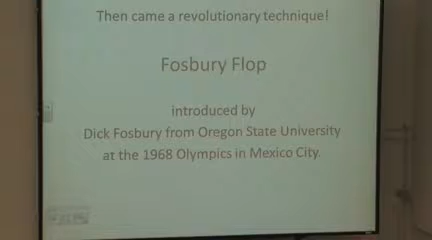 Then came a revolutionary technique!
Fosbury Flop
introduced by
Dick Fosbury from Oregon State University
at the 1968 Olympics in Mexico City.